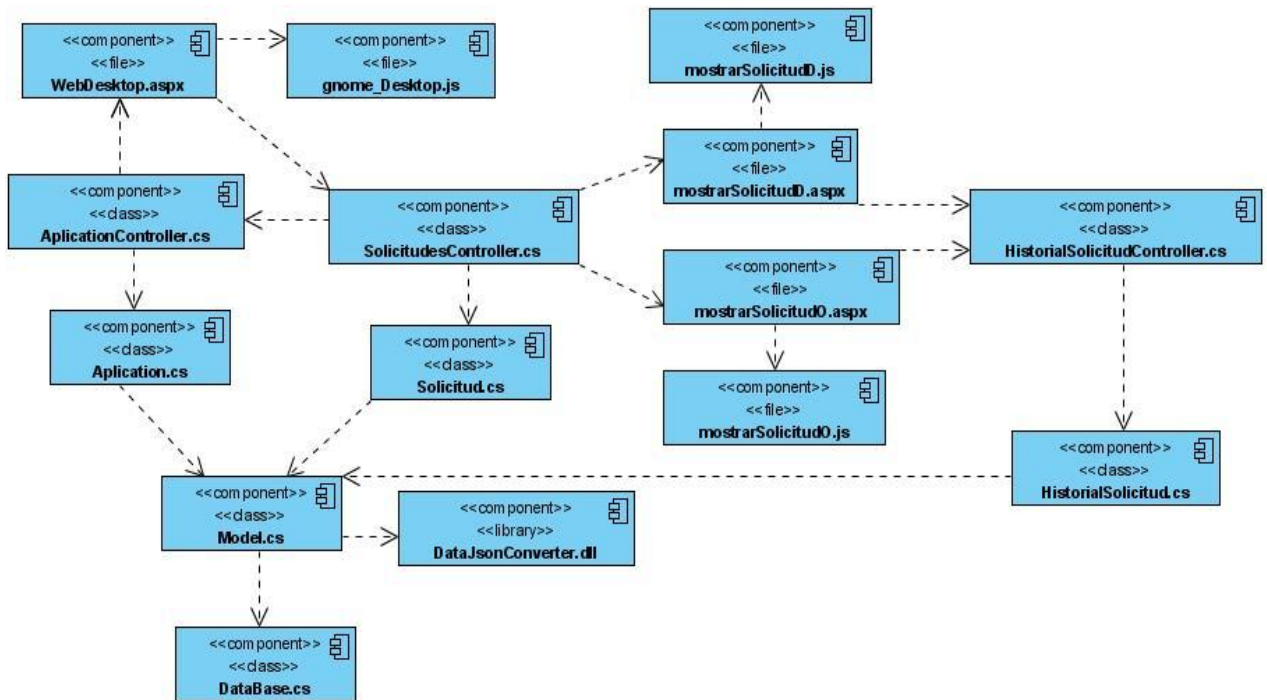 <<component>>
<<file>>
WebDesktop.aspx
<<component>>
<<file>>
gnome_Desktop.js
<<component>>
<<file>>
mostrarSolicitudD.js
<<component>>
<<file>>
mostrarSolicitudD.aspx
<<component>>
<<class>>
AplicationController.cs
<<component>>
<<class>>
SolicitudesController.cs
<<component>>
<<class>>
HistorialSolicitudController.cs
<<component>>
<<file>>
mostrarSolicitudO.aspx
<<component>>
<<class>>
Aplication.cs
<<component>>
<<class>>
Solicitud.cs
<<component>>
<<file>>
mostrarSolicitudO.js
<<component>>
<<class>>
HistorialSolicitud.cs
<<component>>
<<class>>
Model.cs
<<component>>
<<library>>
DataJsonConverter.dll
<<component>>
<<class>>
DataBase.cs